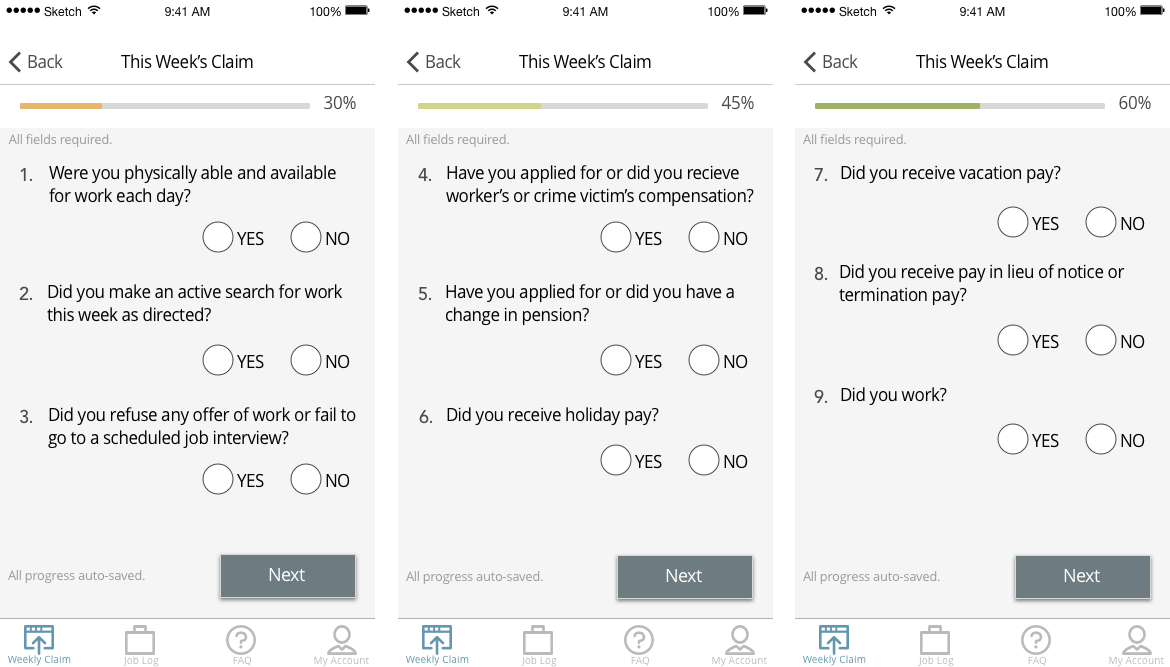 Sketch 9:41 AM 100%
Back This Week's Claim
30%
All fields required.
1. Were you physically able and available
for work each day?
YES NO
2. Did you make an active search for work
this week as directed?
YES NO
3. Did you refuse any offer of work or fail to
go to a scheduled job interview?
YES NO
All progress auto-saved. Next
Weekly Claim Job Log FAQ My Account
Sketch 9:41 AM 100%
Back This Week's Claim
45%
All fields required.
4. Have you applied for or did you recieve
worker's or crime victim's compensation?
YES NO
5. Have you applied for or did you have a
change in pension?
YES NO
6. Did you receive holiday pay?
YES NO
All progress auto-saved. Next
Weekly Claim Job Log FAQ My Account
Sketch 9:41 AM 100%
Back This Week's Claim
60%
All fields required.
7. Did you receive vacation pay?
YES NO
8. Did you receive pay in lieu of notice or
termination pay?
YES NO
9. Did you work?
YES NO
All progress auto-saved. Next
Weekly Claim Job Log FAQ My Account